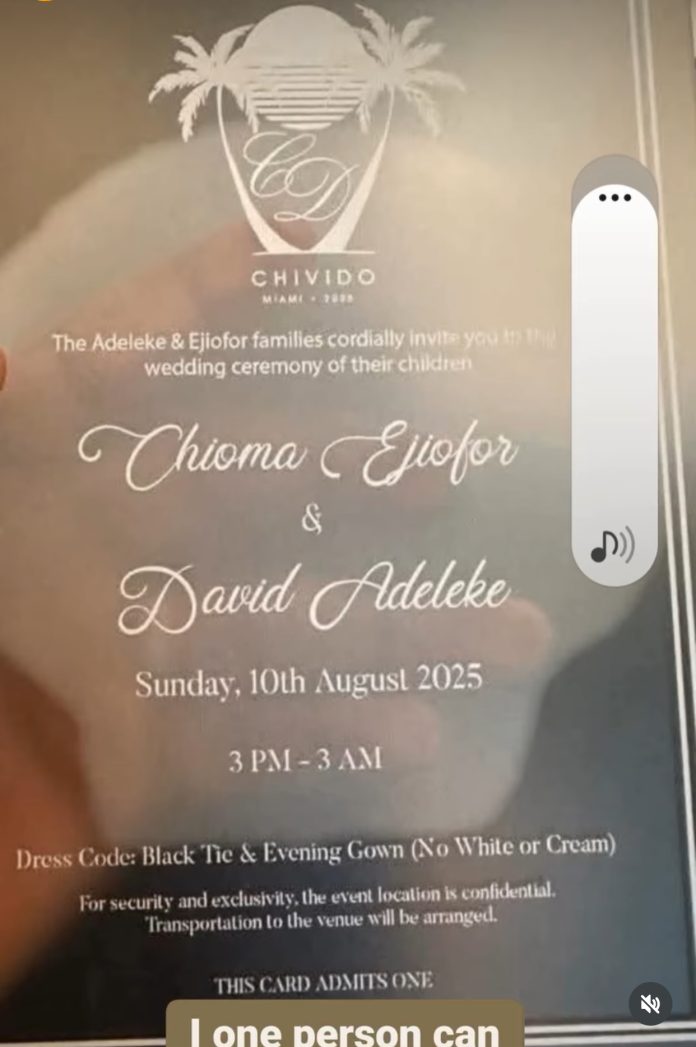 CD
CHIVIDO
MIAMI • 2025
The Adeleke & Ejiofor families cordially invite you to the
wedding ceremony of their children
Chioma Ejiofor
&
David Adeleke
Sunday, 10th August 2025
3 PM – 3 AM
Dress Code: Black Tie & Evening Gown (No White or Cream)
For security and exclusivity, the event location is confidential.
Transportation to the venue will be arranged.
THIS CARD ADMITS ONE
I one person can